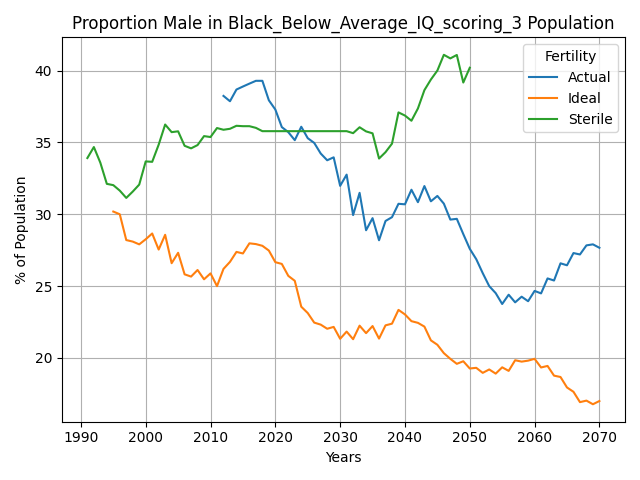 Proportion Male in Black_Below_Average_IQ_scoring_3 Population
Fertility
Actual
Ideal
Sterile
% of Population
40
35
30
25
20
1990 2000 2010 2020 2030 2040 2050 2060 2070
Years